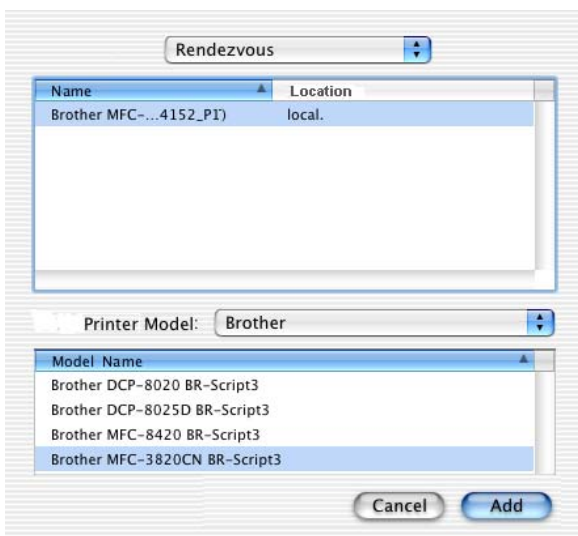 Rendezvous
Name Location
Brother MFC-...4152_P1) local.
Printer Model: Brother
Model Name
Brother DCP-8020 BR-Script3
Brother DCP-8025D BR-Script3
Brother MFC-8420 BR-Script3
Brother MFC-3820CN BR-Script3
Cancel Add